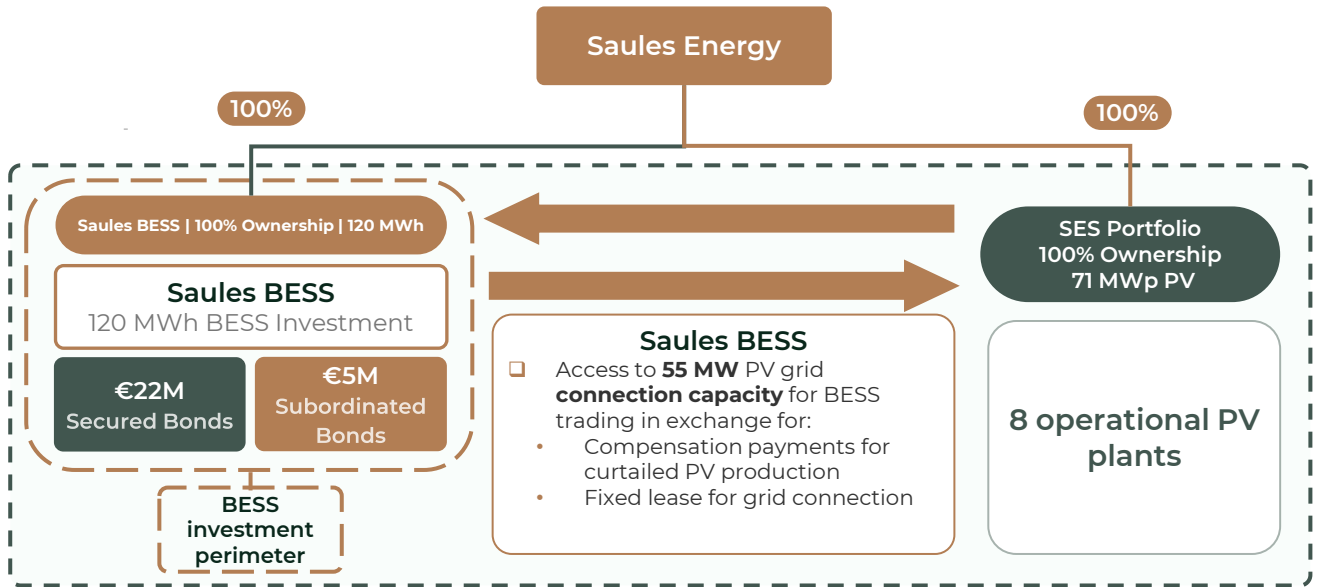 Saules Energy
100%
100%
Saules BESS | 100% Ownership | 120 MWh
Saules BESS
120 MWh BESS Investment
€22M
Secured Bonds
€5M
Subordinated
Bonds
BESS
investment
perimeter
Saules BESS
❑ Access to 55 MW PV grid
connection capacity for BESS
trading in exchange for:
• Compensation payments for
curtailed PV production
• Fixed lease for grid connection
SES Portfolio
100% Ownership
71 MWp PV
8 operational PV
plants